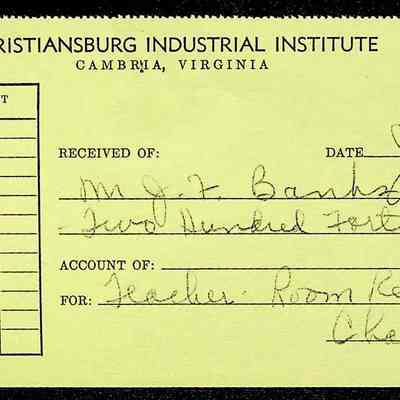 RISTIANSBURG INDUSTRIAL INSTITUTE
CAMBRIA, VIRGINIA
T
RECEIVED OF: DATE
Mr J. F. Banks
Two Hundred Fort
ACCOUNT OF:
FOR: Teacher. Room Re
Che